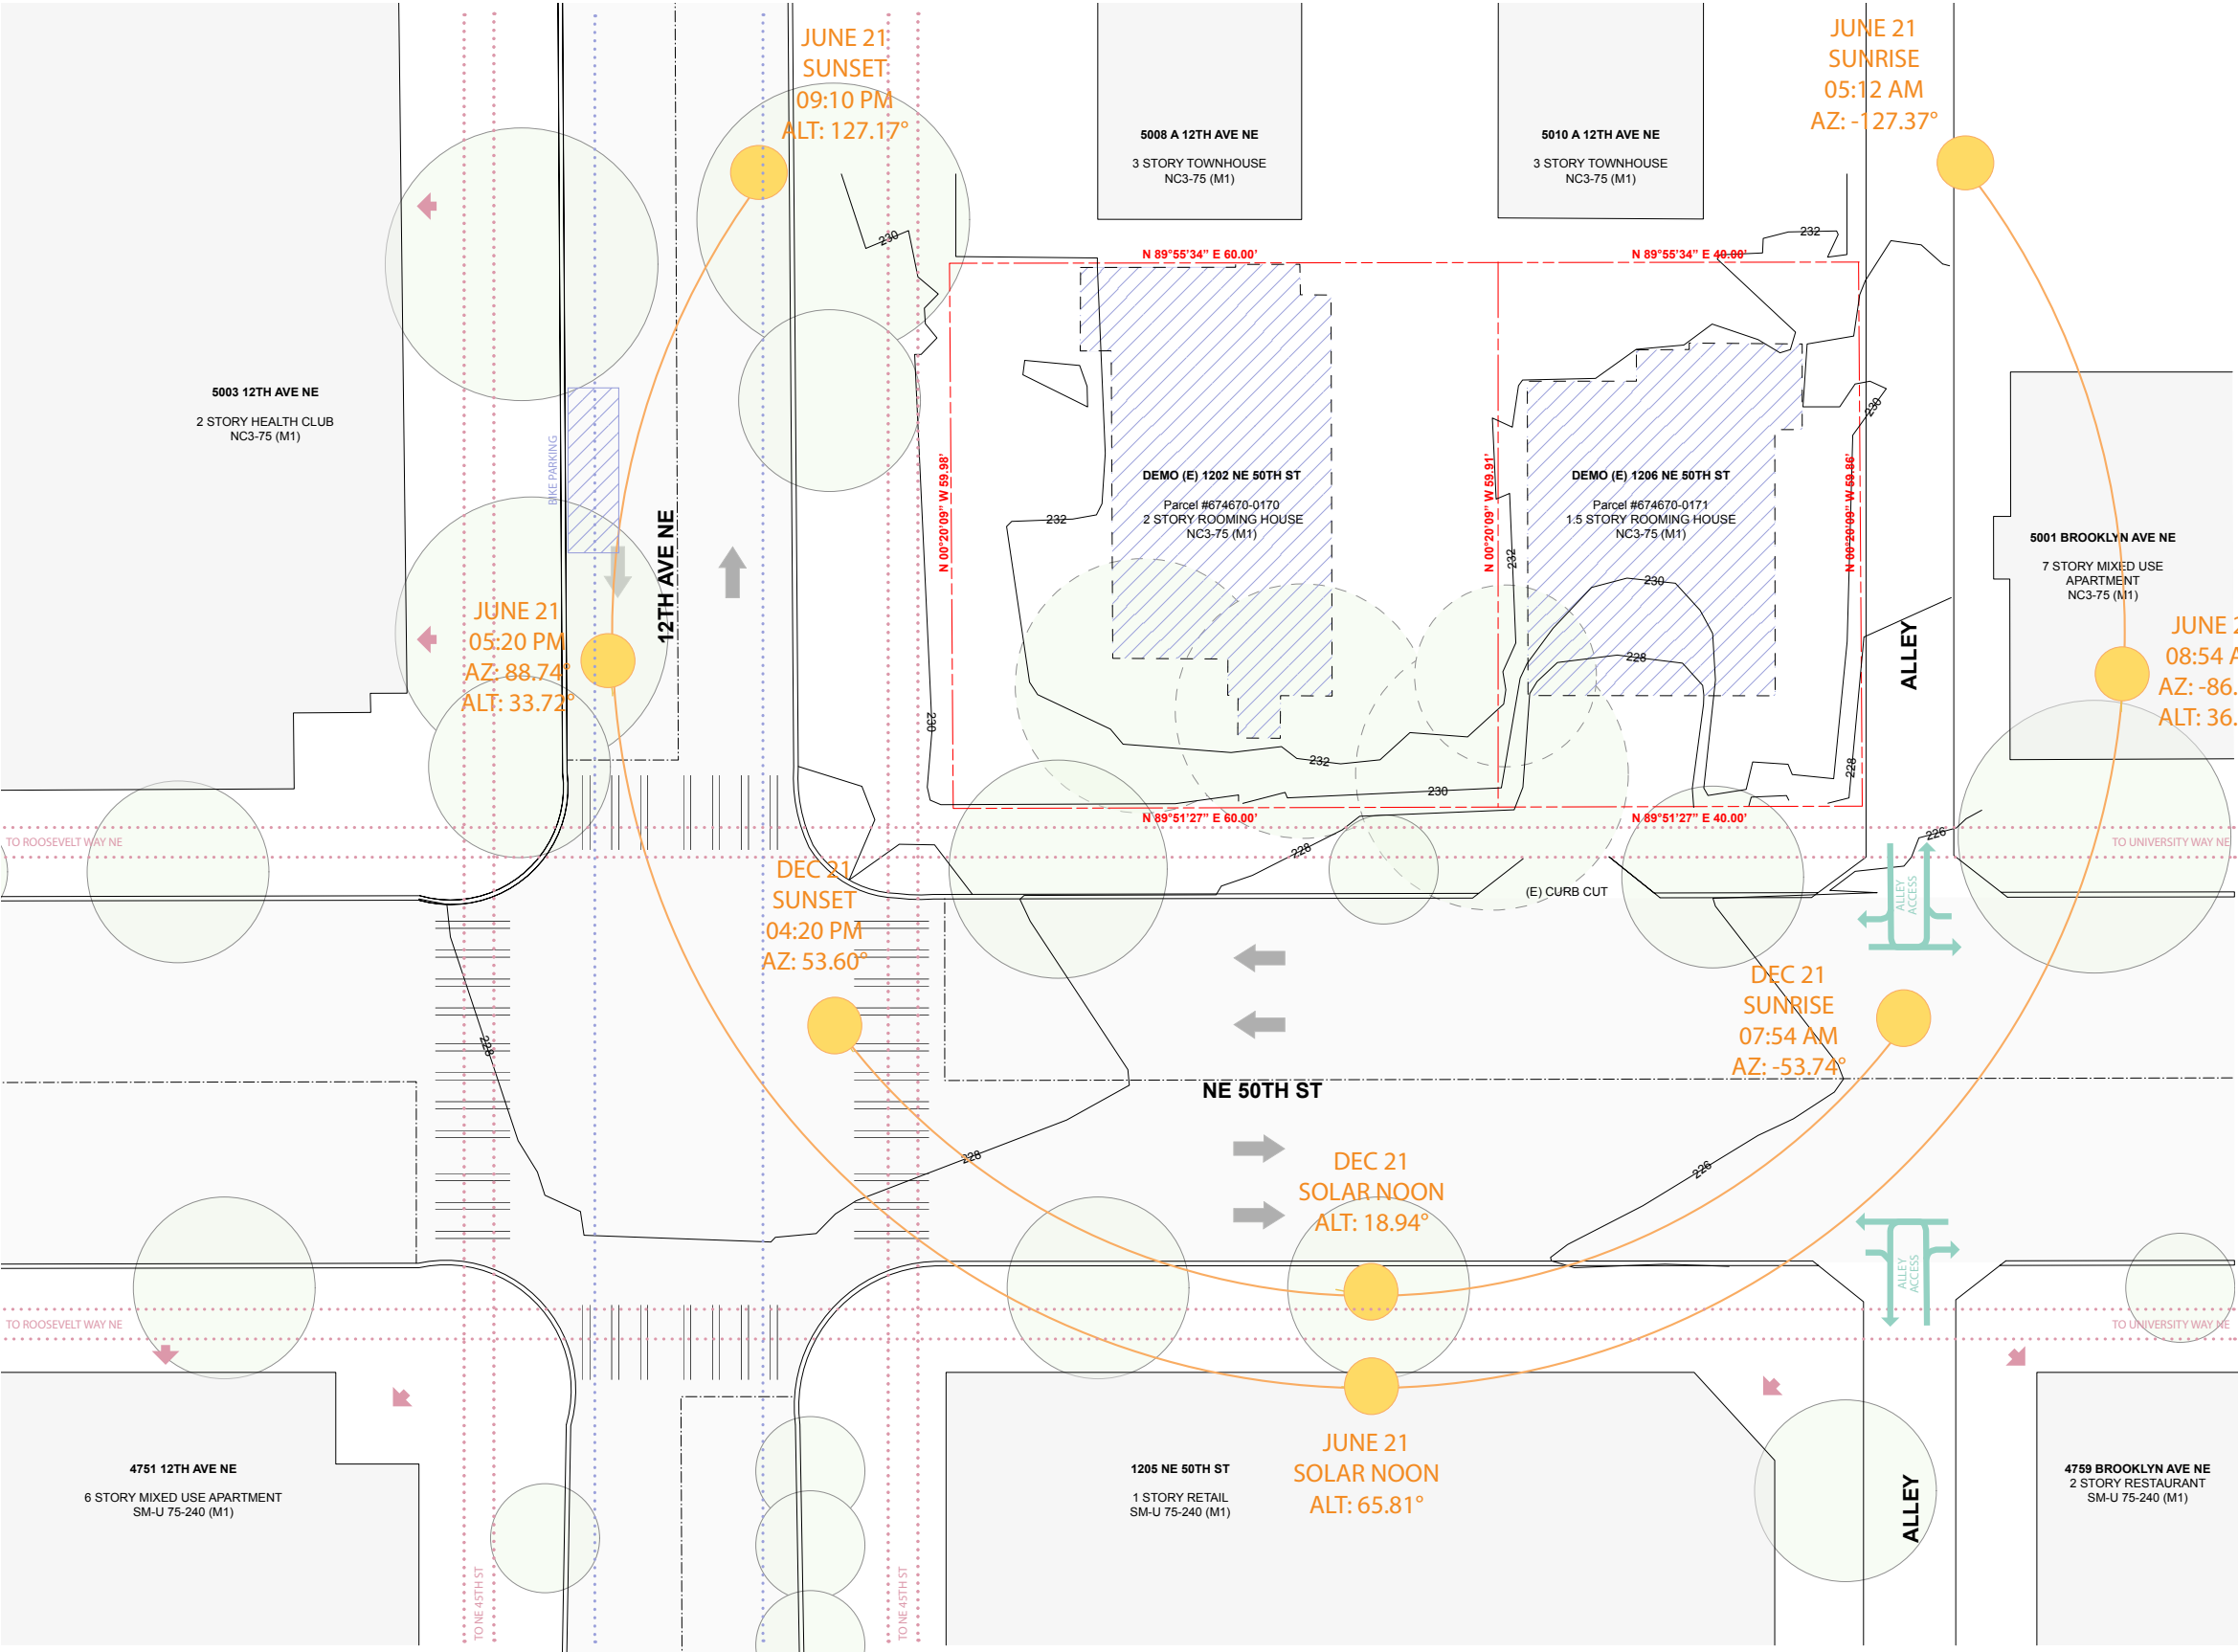 JUNE 21
SUNSET
09:10 PM
ALT: 127.17°
JUNE 21
SUNRISE
05:12 AM
AZ: -127.37°
5008 A 12TH AVE NE
3 STORY TOWNHOUSE
NC3-75 (M1)
5010 A 12TH AVE NE
3 STORY TOWNHOUSE
NC3-75 (M1)
230
232
N 89°55'34" E 60.00'
N 89°55'34" E 40.00'
5003 12TH AVE NE
2 STORY HEALTH CLUB
NC3-75 (M1)
BIKE PARKING
12TH AVE NE
N 00°20'09" W 59.98'
DEMO (E) 1202 NE 50TH ST
Parcel #674670-0170
2 STORY ROOMING HOUSE
NC3-75 (M1)
232
N 00°20'09" W 59.91'
232
DEMO (E) 1206 NE 50TH ST
Parcel #674670-0171
1.5 STORY ROOMING HOUSE
NC3-75 (M1)
N 00°20'09" W 59.86'
230
5001 BROOKLYN AVE NE
7 STORY MIXED USE
APARTMENT
NC3-75 (M1)
230
228
ALLEY
JUNE 21
05:20 PM
AZ: 88.74°
ALT: 33.72°
JUNE 2
08:54 A
AZ: -86.
ALT: 36.
230
232
230
228
N 89°51'27" E 60.00'
N 89°51'27" E 40.00'
TO ROOSEVELT WAY NE
228
226
TO UNIVERSITY WAY NE
(E) CURB CUT
ALLEY
ACCESS
DEC 21
SUNSET
04:20 PM
AZ: 53.60°
DEC 21
SUNRISE
07:54 AM
AZ: -53.74°
228
NE 50TH ST
228
226
DEC 21
SOLAR NOON
ALT: 18.94°
ALLEY
ACCESS
TO ROOSEVELT WAY NE
TO UNIVERSITY WAY NE
JUNE 21
SOLAR NOON
ALT: 65.81°
4751 12TH AVE NE
6 STORY MIXED USE APARTMENT
SM-U 75-240 (M1)
1205 NE 50TH ST
1 STORY RETAIL
SM-U 75-240 (M1)
ALLEY
4759 BROOKLYN AVE NE
2 STORY RESTAURANT
SM-U 75-240 (M1)
TO NE 45TH ST
TO NE 45TH ST